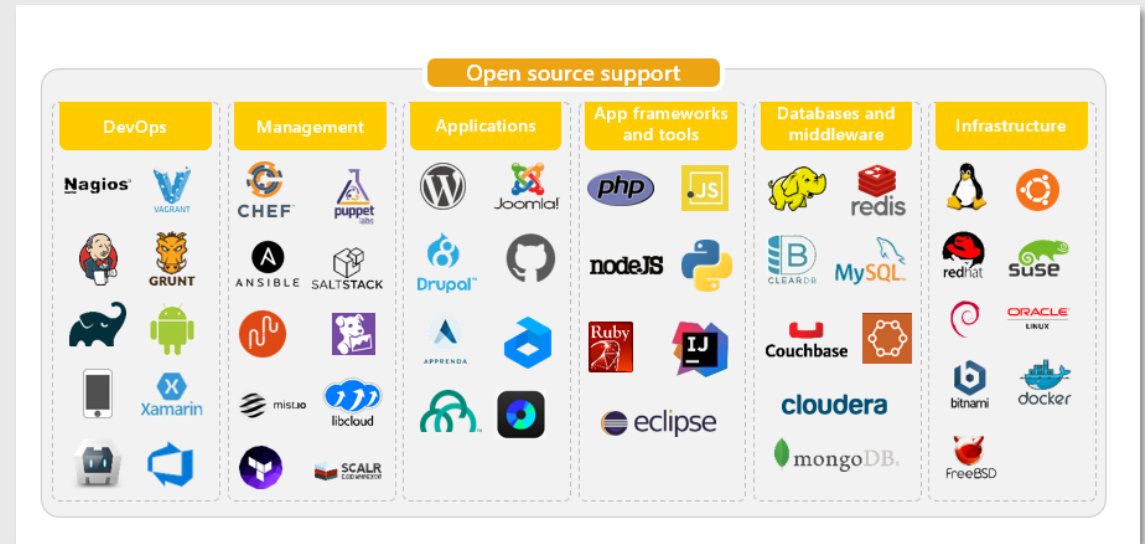 Open source support
DevOps
Nagios®
VAGRANT
GRUNT
Xamarin
Management
CHEF™
puppet
labs
ANSIBLE
SALTSTACK
mist.io
libcloud
SCALR
Applications
Joomla!
Drupal™
APPRENDA
App frameworks
and tools
php
JS
nodeJS
Ruby
IJ
eclipse
Databases and
middleware
redis
B
CLEARDB
MySQL
Couchbase
cloudera
mongoDB
Infrastructure
redhat
SUSE
ORACLE
LINUX
b
bitnami
docker
FreeBSD